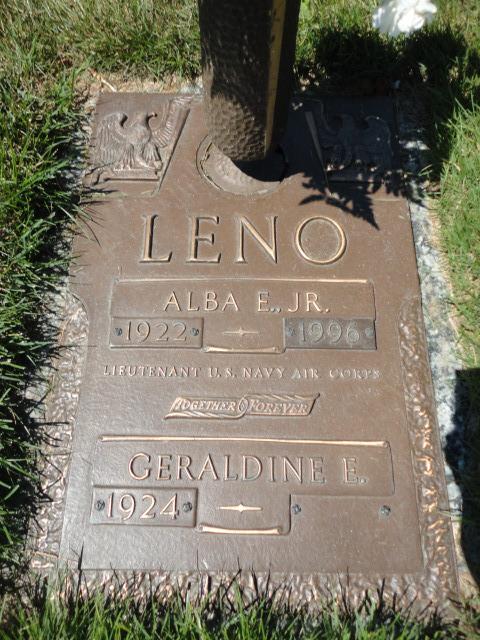 LENO
ALBA E. JR.
1922 1996
LIEUTENANT U.S. NAVY AIR CORPS
TOGETHER FOREVER
GERALDINE E.
1924